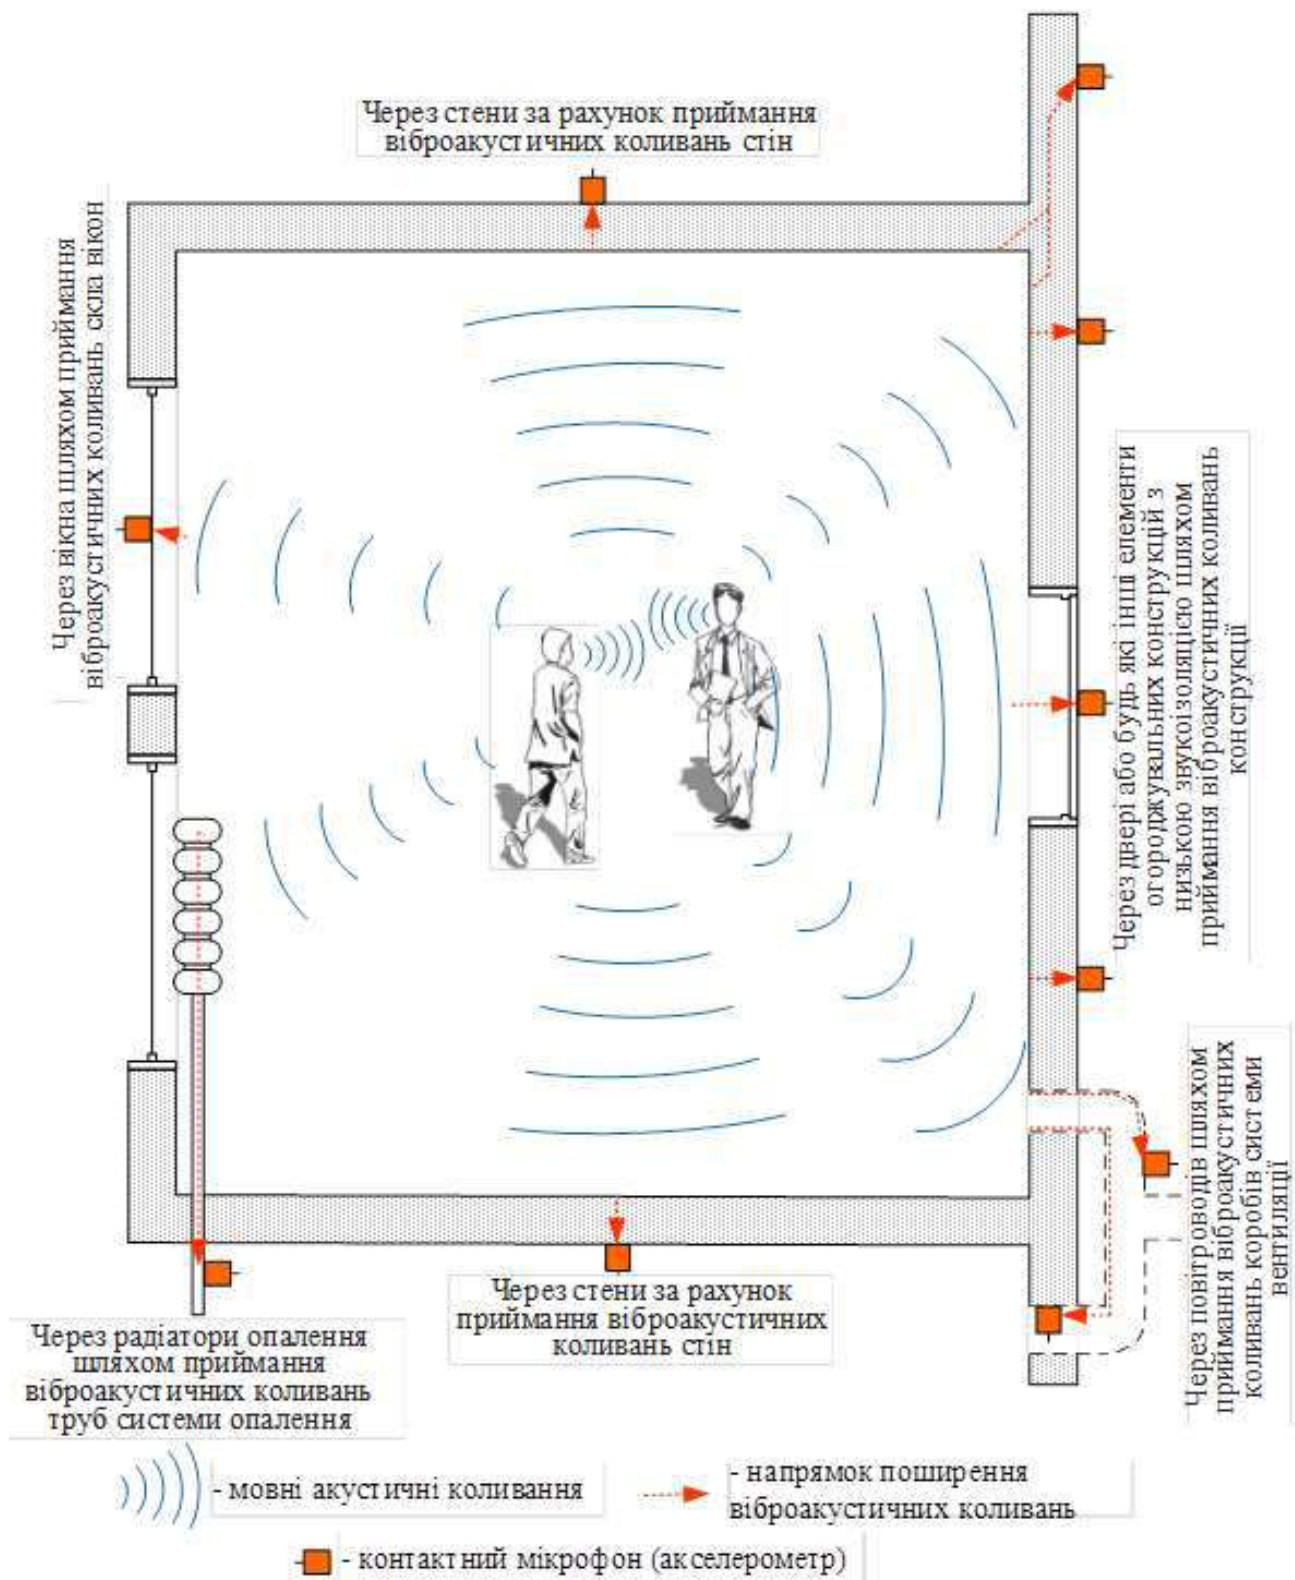 Через стени за рахунок приймання
віброакустичних коливань стін
Через вікна шляхом приймання
віброакустичних коливань скла вікон
Через двері або будь які інші елементи
огороджувальних конструкцій з
низькою звукоізоляцією шляхом
приймання віброакустичних коливань
конструкції
Через повітроводів шляхом
приймання віброакустичних
коливань коробів системи
вентиляції
Через стени за рахунок
приймання віброакустичних
коливань стін
Через радіатори опалення
шляхом приймання
віброакустичних коливань
труб системи опалення
- мовні акустичні коливання
- напрямок поширення
віброакустичних коливань
- контактний мікрофон (акселерометр)